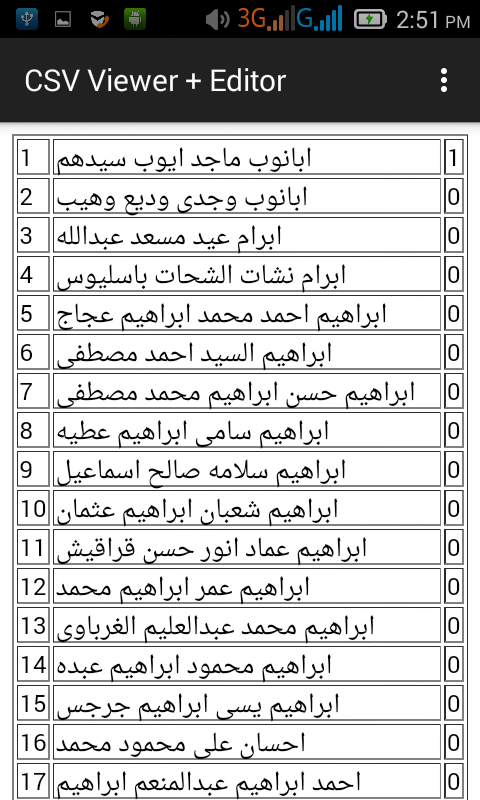 3G G 2:51 PM
CSV Viewer + Editor
1 ابانوب ماجد ايوب سيدهم 1
2 ابانوب وجدى وديع وهيب 0
3 ابرام عيد مسعد عبدالله 0
4 ابرام نشات الشحات باسليوس 0
5 ابراهيم احمد محمد ابراهيم عجاج 0
6 ابراهيم السيد احمد مصطفى 0
7 ابراهيم حسن ابراهيم محمد مصطفى 0
8 ابراهيم سامى ابراهيم عطيه 0
9 ابراهيم سلامه صالح اسماعيل 0
10 ابراهيم شعبان ابراهيم عثمان 0
11 ابراهيم عماد انور حسن قراقيش 0
12 ابراهيم عمر ابراهيم محمد 0
13 ابراهيم محمد عبدالعليم الغرباوى 0
14 ابراهيم محمود ابراهيم عبده 0
15 ابراهيم يسى ابراهيم جرجس 0
16 احسان على محمود محمد 0
17 احمد ابراهيم عبدالمنعم ابراهيم 0